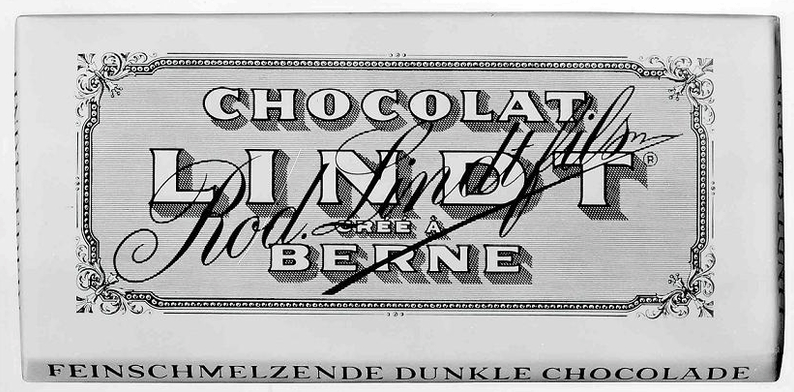 CHOCOLAT.
LINDT®
Rod. Lindt fils
CRÉE À
BERNE
FEINSCHMELZENDE DUNKLE CHOCOLADE